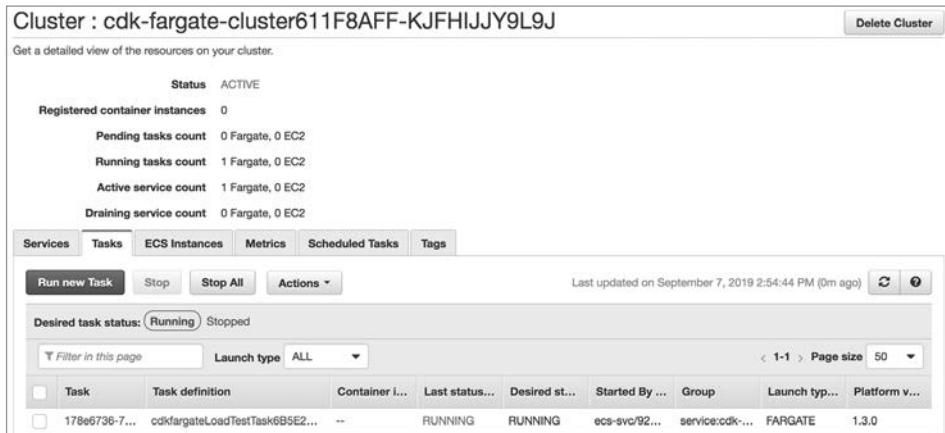 Cluster : cdk-fargate-cluster611F8AFF-KJFHIJJY9L9J Delete Cluster
Get a detailed view of the resources on your cluster.
Status ACTIVE
Registered container instances 0
Pending tasks count 0 Fargate, 0 EC2
Running tasks count 1 Fargate, 0 EC2
Active service count 1 Fargate, 0 EC2
Draining service count 0 Fargate, 0 EC2
Services Tasks ECS Instances Metrics Scheduled Tasks Tags
Run new Task Stop Stop All Actions Last updated on September 7, 2019 2:54:44 PM (0m ago)
Desired task status: Running Stopped
Filter in this page Launch type ALL < 1-1 > Page size 50
Task Task definition Container i... Last status... Desired st... Started By ... Group Launch typ... Platform v...
178e6736-7... cdkfargateLoadTestTask6B5E2... -- RUNNING RUNNING ecs-svc/92... service:cdk-... FARGATE 1.3.0